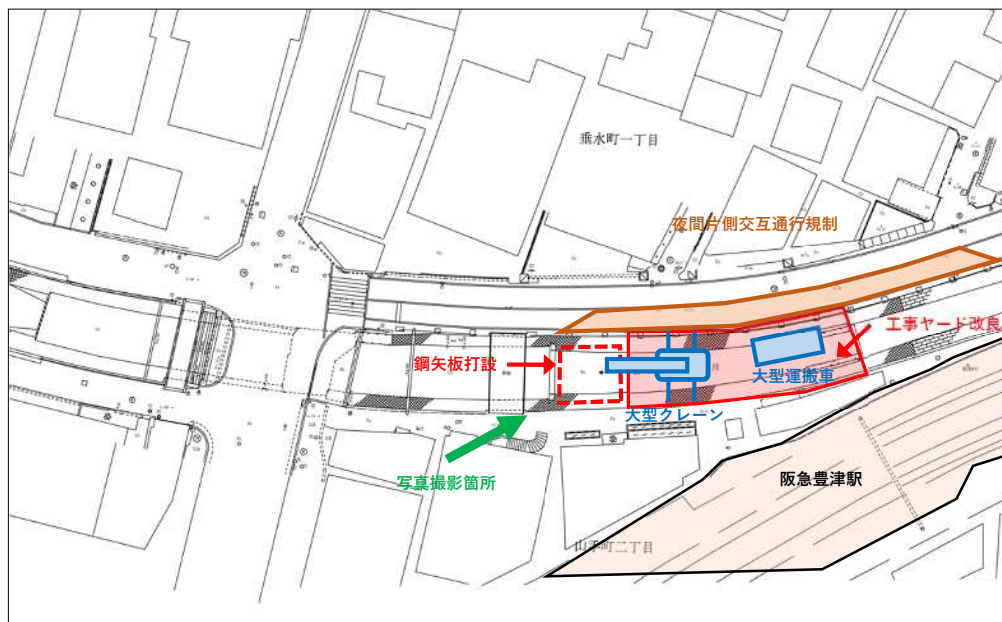 垂水町一丁目
夜間片側交互通行規制
工事ヤード改良
鋼矢板打設
大型運搬車
大型クレーン
写真撮影箇所
阪急豊津駅
山手町二丁目